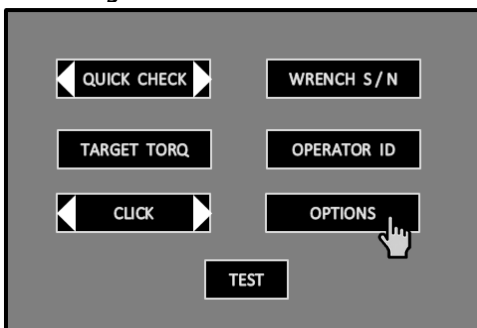 QUICK CHECK
WRENCH S/N
TARGET TORQ
OPERATOR ID
CLICK
OPTIONS
TEST